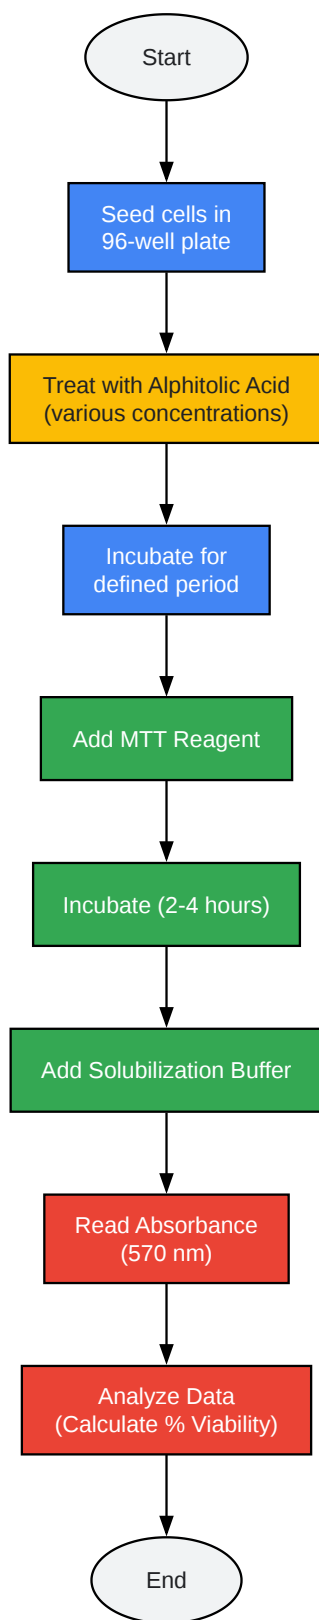 Start
Seed cells in
96-well plate
Treat with Alphitolic Acid
(various concentrations)
Incubate for
defined period
Add MTT Reagent
Incubate (2-4 hours)
Add Solubilization Buffer
Read Absorbance
(570 nm)
Analyze Data
(Calculate % Viability)
End